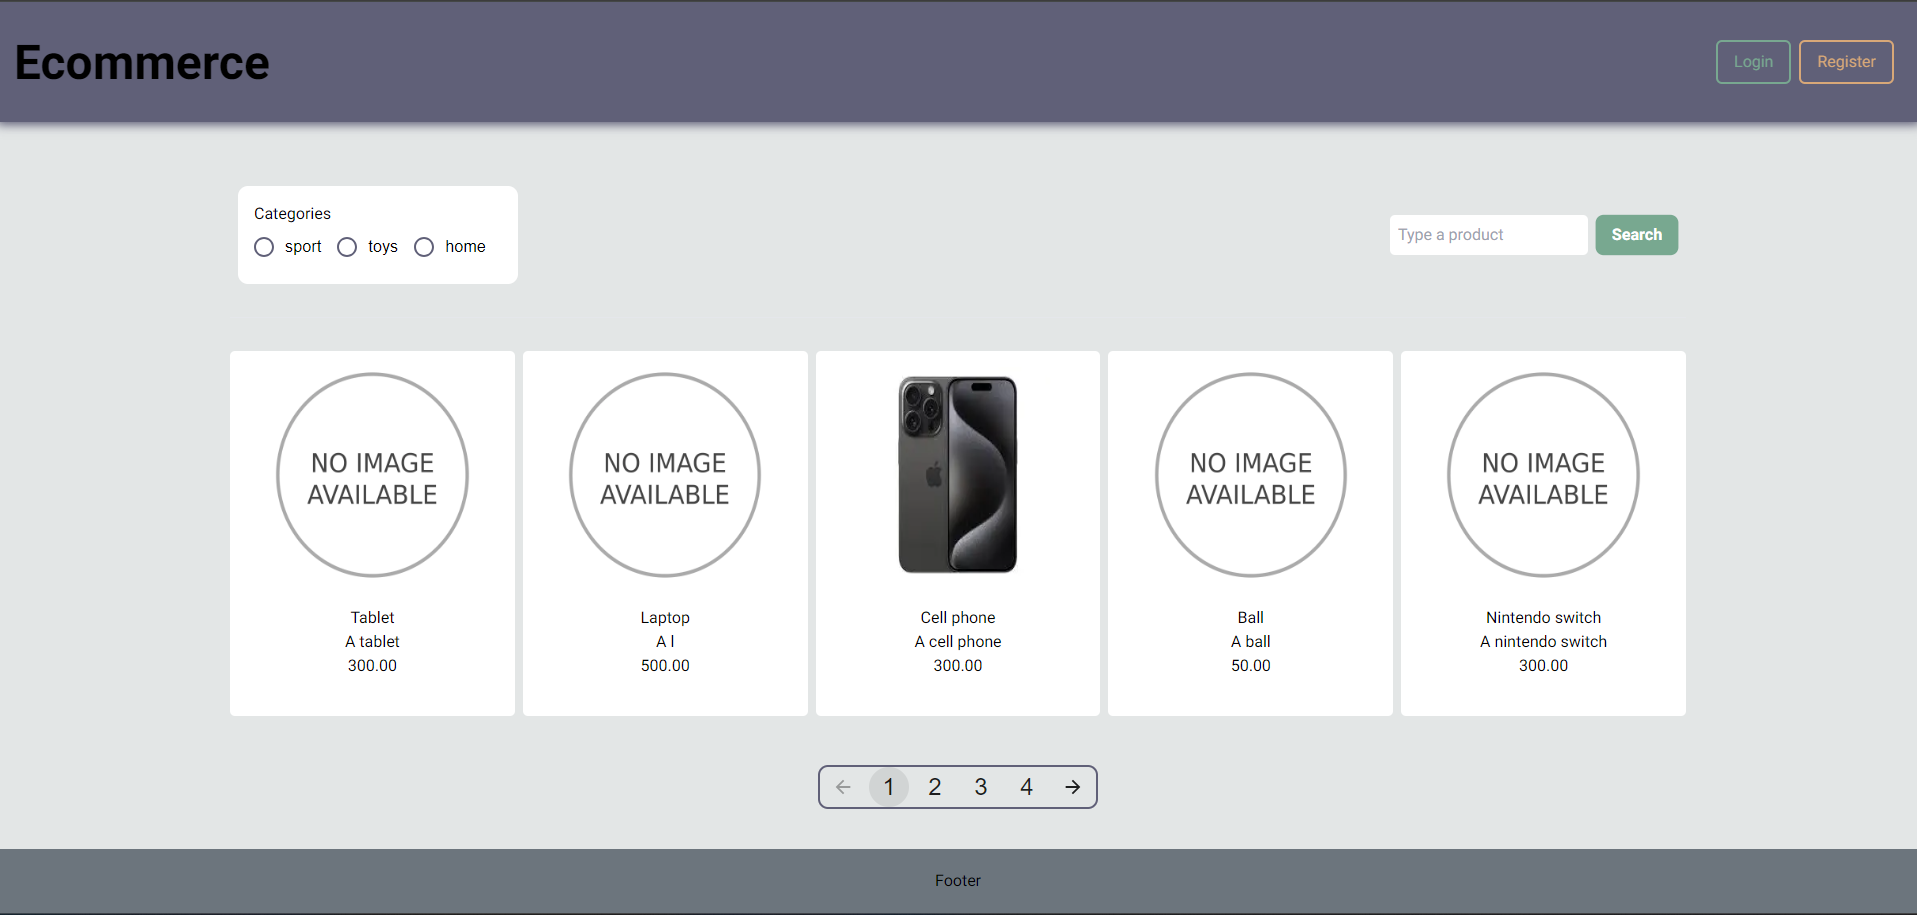 Ecommerce
Login
Register
Categories
sport
toys
home
Type a product
Search
NO IMAGE
AVAILABLE
Tablet
A tablet
300.00
NO IMAGE
AVAILABLE
Laptop
A l
500.00
Cell phone
A cell phone
300.00
NO IMAGE
AVAILABLE
Ball
A ball
50.00
NO IMAGE
AVAILABLE
Nintendo switch
A nintendo switch
300.00
1 2 3 4
Footer